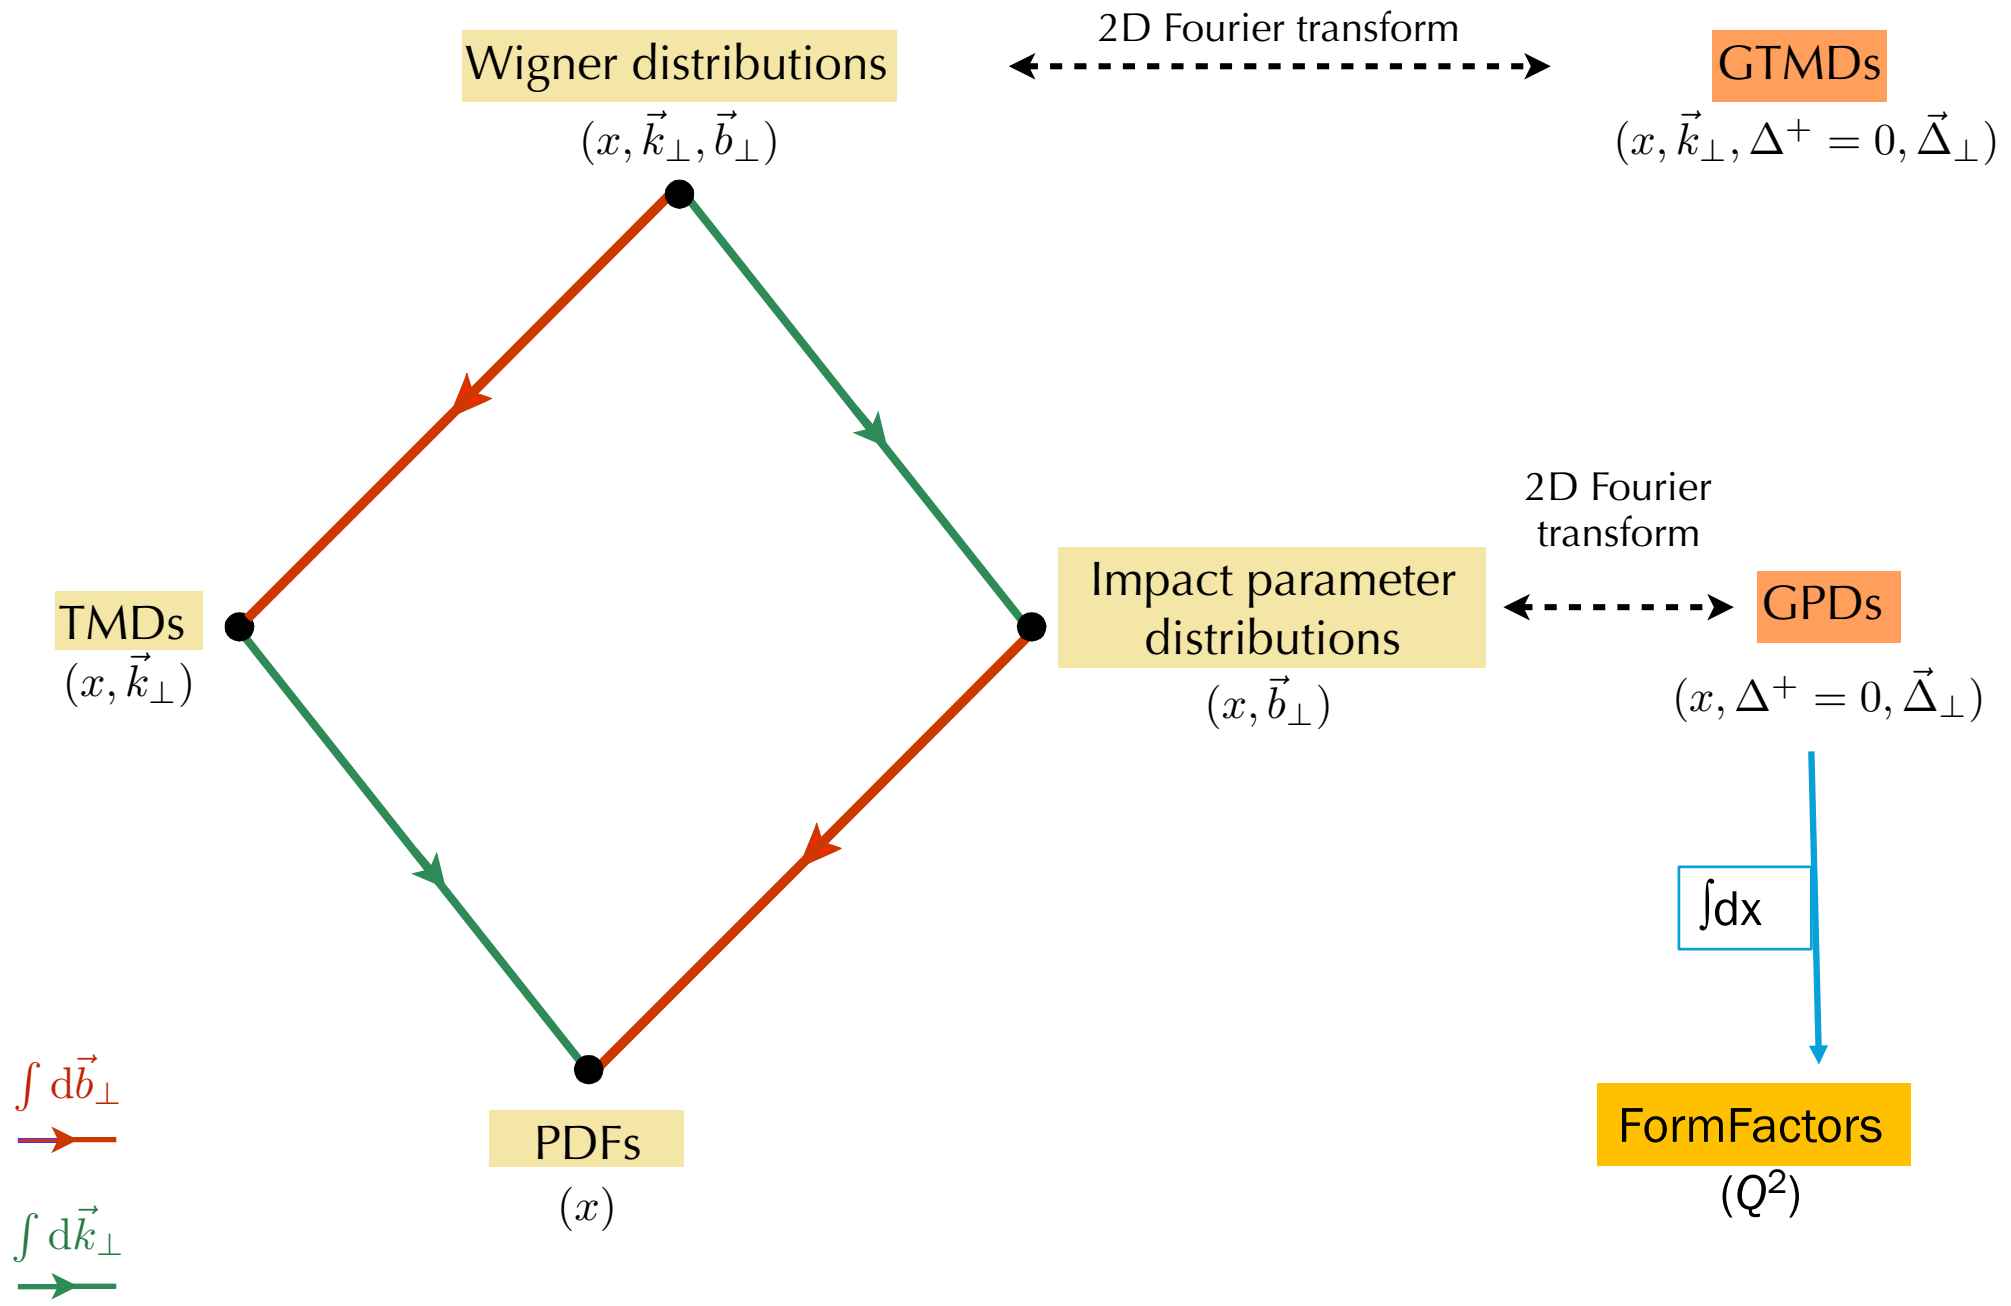 2D Fourier transform
Wigner distributions
GTMDs
(x, k⃗⊥, b⃗⊥)
(x, k⃗⊥, Δ⁺ = 0, Δ⃗⊥)
2D Fourier
transform
Impact parameter
distributions
GPDs
TMDs
(x, k⃗⊥)
(x, b⃗⊥)
(x, Δ⁺ = 0, Δ⃗⊥)
∫dx
∫ db⃗⊥
FormFactors
PDFs
(Q²)
(x)
∫ dk⃗⊥